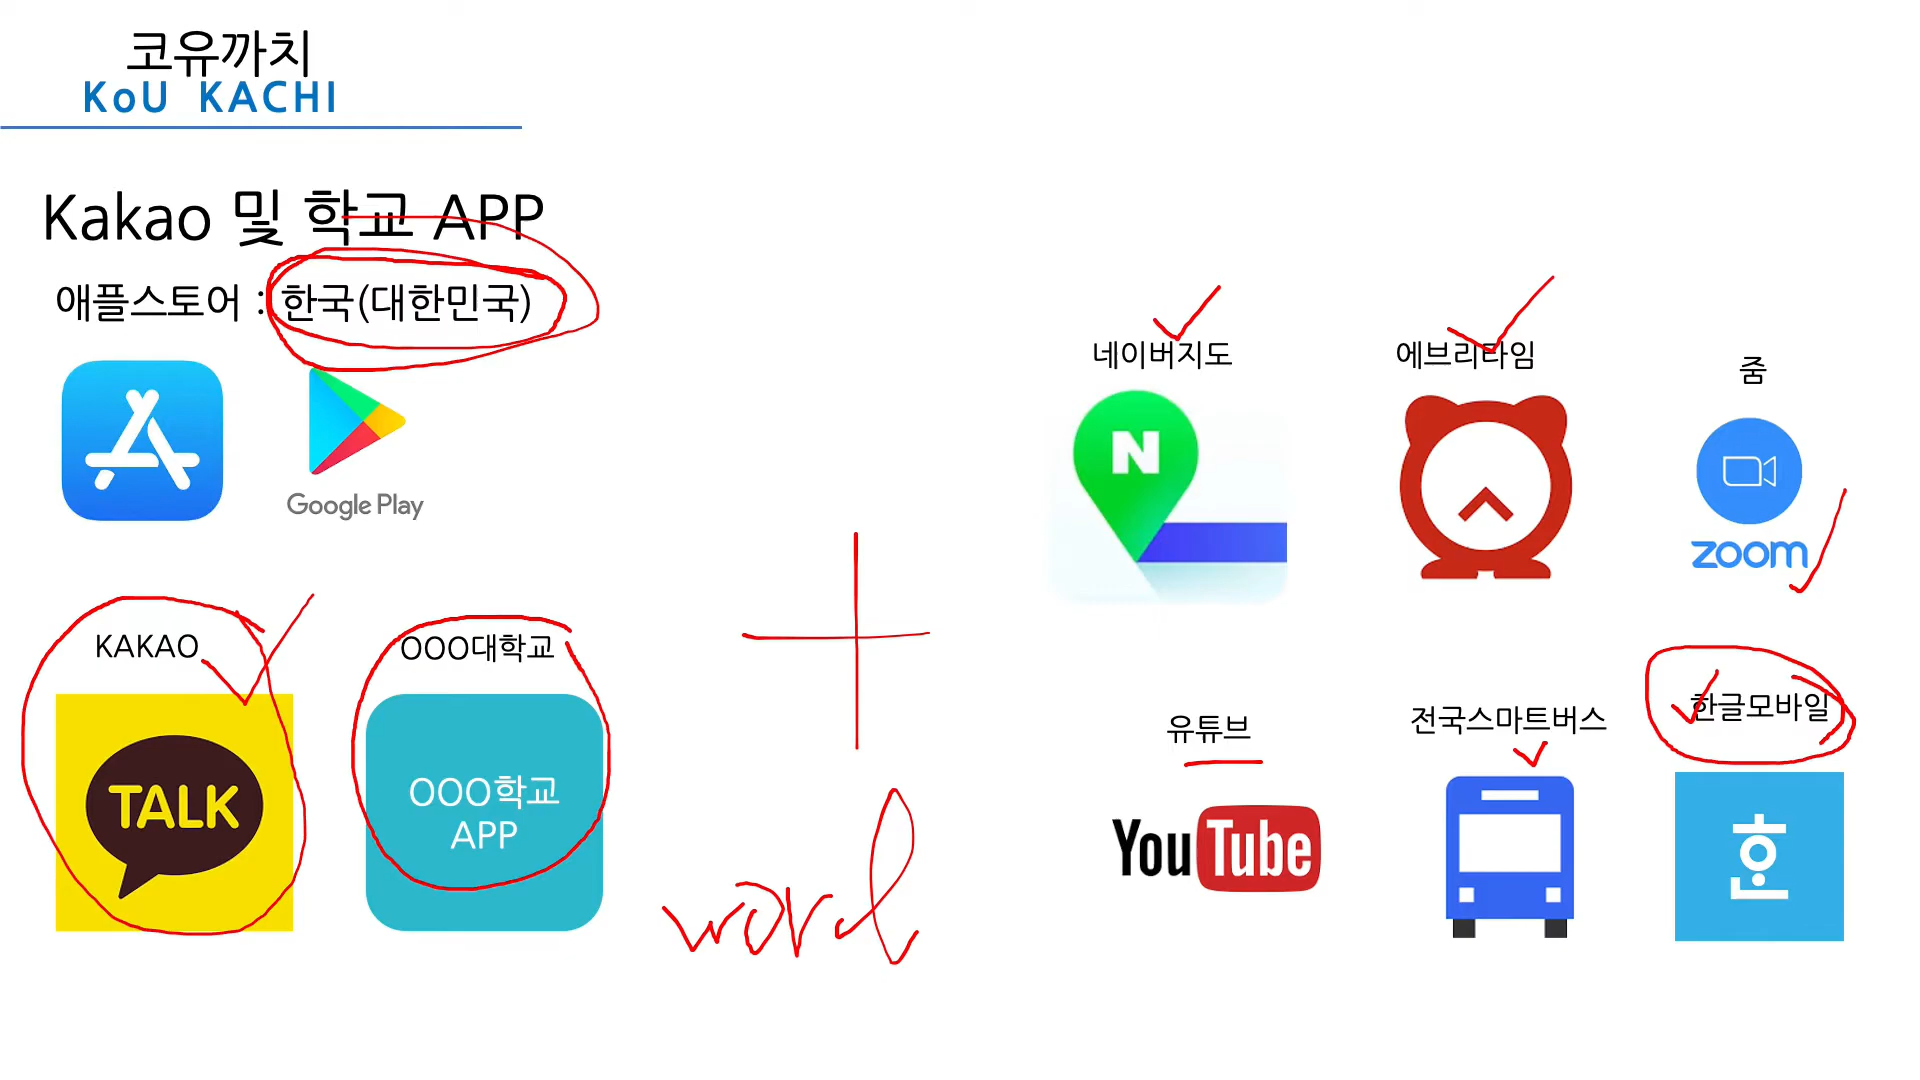 코유까치
KoU KACHI
Kakao 및 학교 APP
애플스토어 : 한국(대한민국)
Google Play
KAKAO
TALK
OOO대학교
OOO학교
APP
word
네이버지도
N
에브리타임
줌
zoom
유튜브
YouTube
전국스마트버스
한글모바일
한